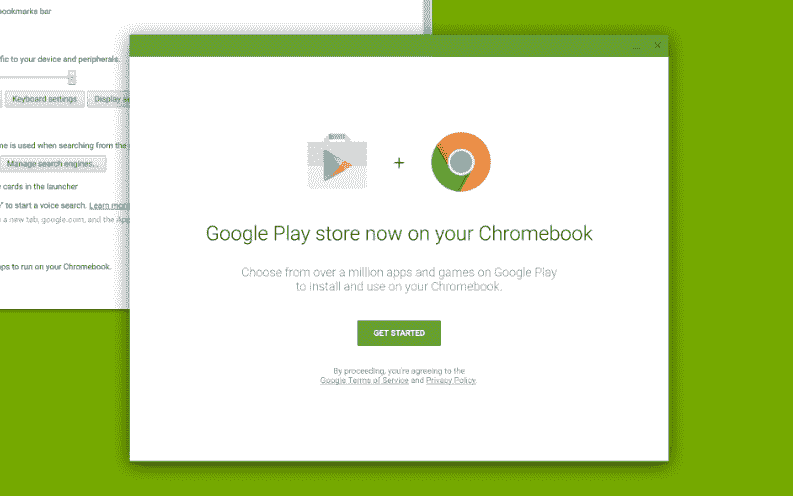 bookmarks bar
fic to your device and peripherals.
Keyboard settings
Display
me is used when searching from the
Manage search engines...
cards in the launcher
to start a voice search. Learn more
a new tab, google.com, and the App
ps to run on your Chromebook.
+
Google Play store now on your Chromebook
Choose from over a million apps and games on Google Play
to install and use on your Chromebook.
GET STARTED
By proceeding, you're agreeing to the
Google Terms of Service and Privacy Policy.